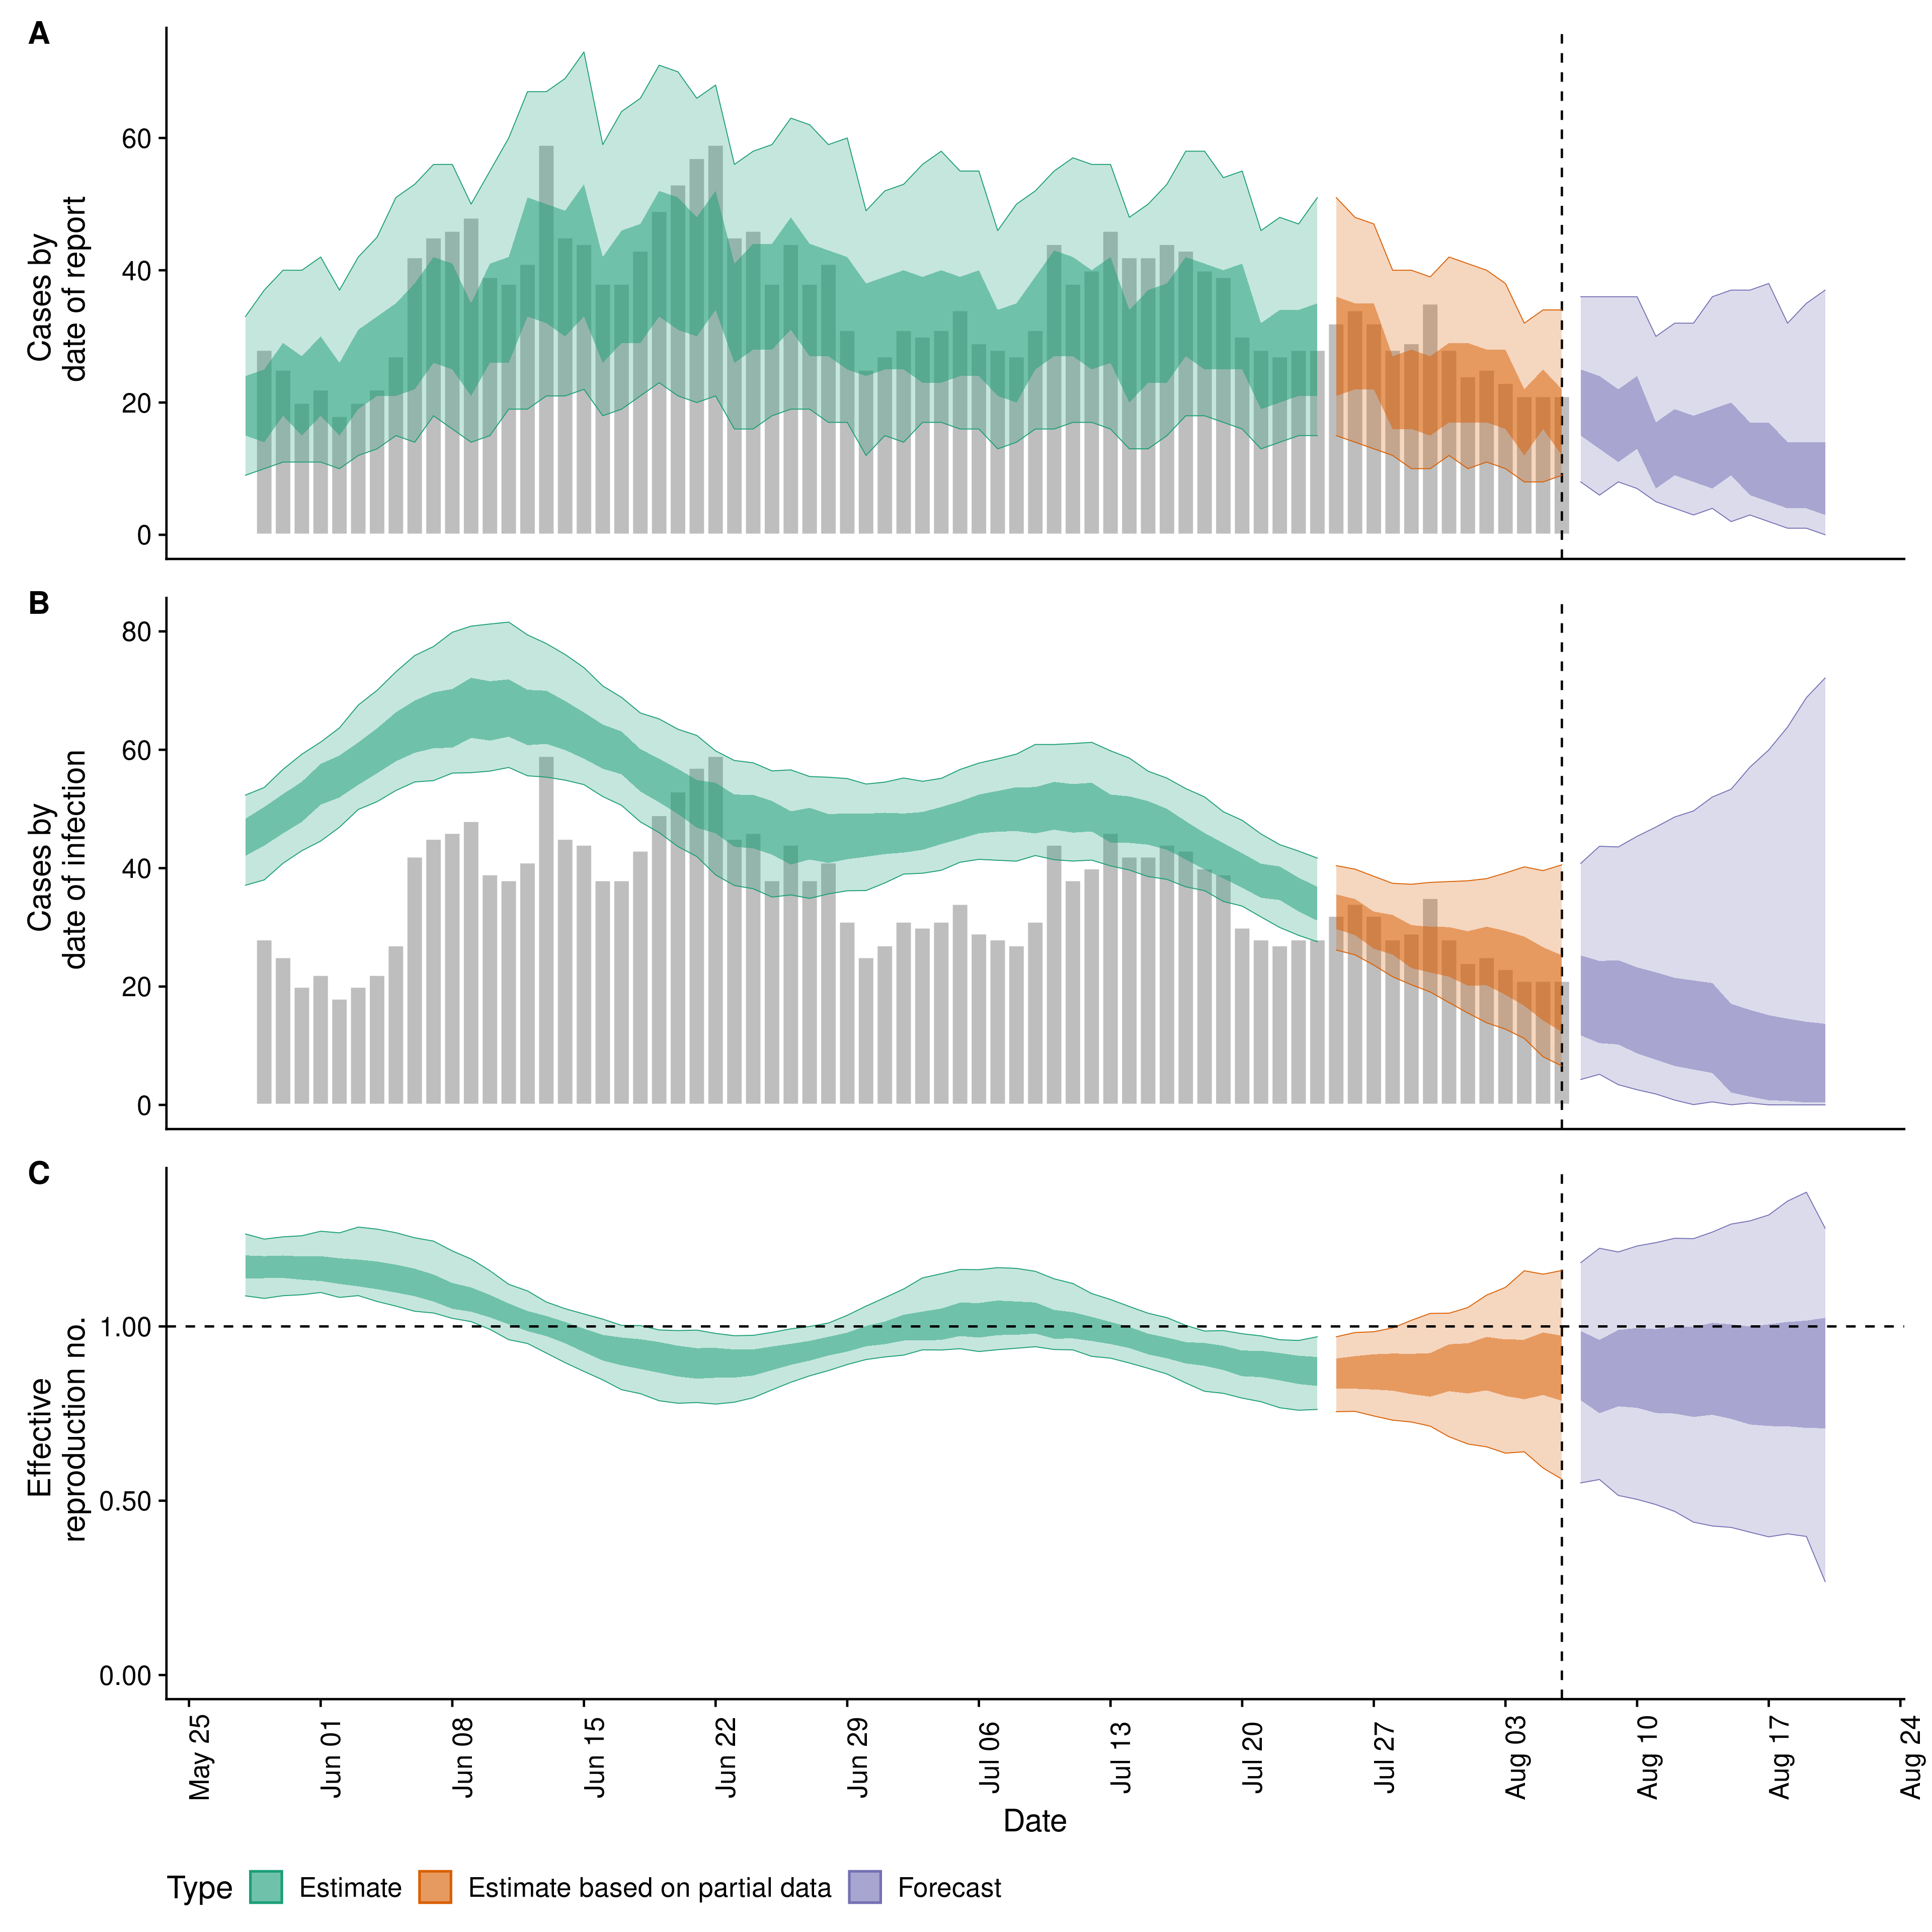 A
Cases by
date of report
60
40
20
0
B
Cases by
date of infection
80
60
40
20
0
C
Effective
reproduction no.
1.00
0.50
0.00
May 25
Jun 01
Jun 08
Jun 15
Jun 22
Jun 29
Jul 06
Jul 13
Jul 20
Jul 27
Aug 03
Aug 10
Aug 17
Aug 24
Date
Type Estimate Estimate based on partial data Forecast